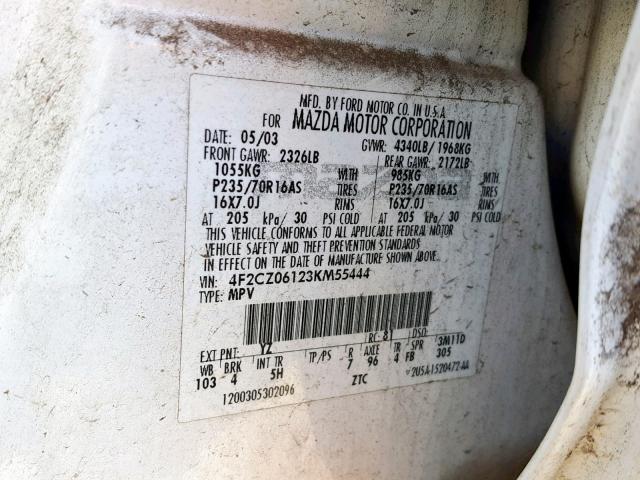 MFD. BY FORD MOTOR CO. IN U.S.A.
FOR MAZDA MOTOR CORPORATION
DATE: 05/03 GVWR: 4340LB/1968KG
FRONT GAWR: 2326LB REAR GAWR: 2172LB
1055KG WITH 985KG WITH
P235/70R16AS TIRES P235/70R16AS TIRES
16X7.0J RIMS 16X7.0J RIMS
AT 205 kPa/30 PSI COLD AT 205 kPa/30 PSI COLD
THIS VEHICLE CONFORMS TO ALL APPLICABLE FEDERAL MOTOR
VEHICLE SAFETY AND THEFT PREVENTION STANDARDS
IN EFFECT ON THE DATE OF MANUFACTURE SHOWN ABOVE.
VIN: 4F2CZ06123KM55444
TYPE: MPV
EXT PNT: YZ RC: 81 DSO:
WB BRK INT TR TP/PS R AXLE TR SPR 3M11D
103 4 5H 7 96 4 FB 305
1200305302096 ZTC *2U5A-1520472-AA